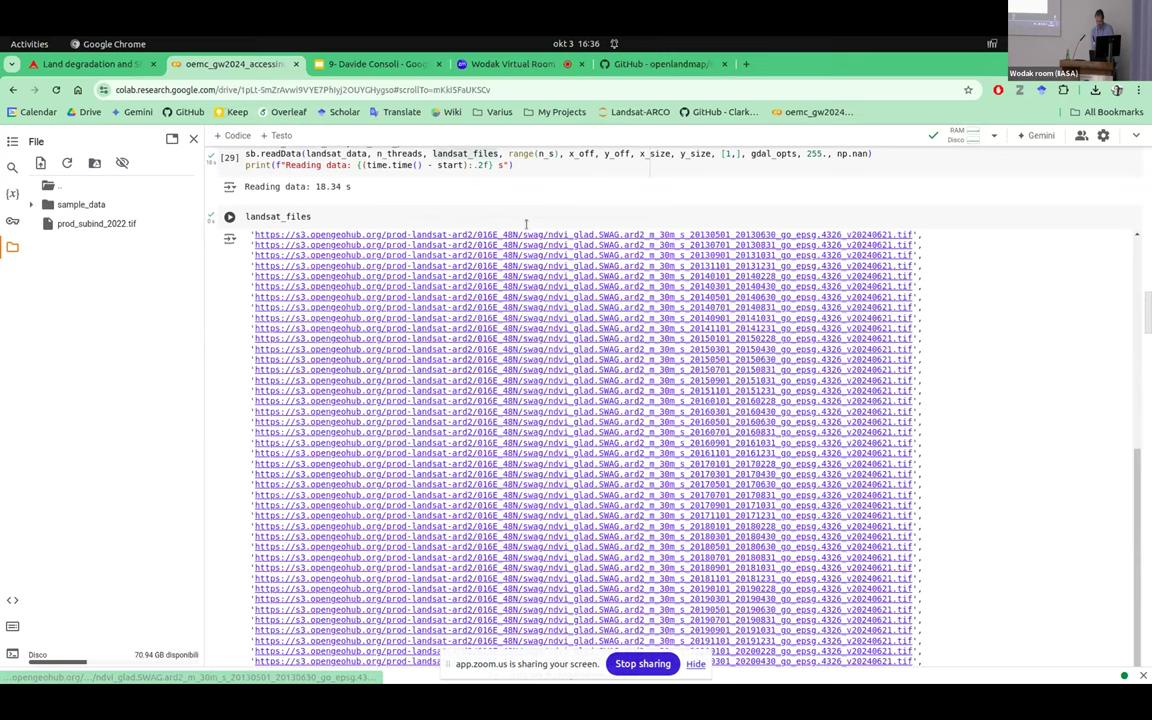 Activities
Google Chrome
okt 3 16:36
Land degradation and S
oemc_gw2024_accessin
9- Davide Consoli - Goo
Wodak Virtual Room
GitHub - openlandmap/
Wodak room (IIASA)
colab.research.google.com/drive/1pLt-SmZrAvwi9VYE7PhIyj2OUYGHygso#scrollTo=mKkI5FaUKSCv
Calendar
Drive
Gemini
GitHub
Keep
Overleaf
Scholar
Translate
Wiki
Varius
My Projects
Landsat-ARCO
GitHub - Clark...
oemc_gw2024...
All Bookmarks
File
+ Codice + Testo
RAM
Disco
Gemini
..
sample_data
prod_subind_2022.tif
[29] sb.readData(landsat_data, n_threads, landsat_files, range(n_s), x_off, y_off, x_size, y_size, [1,], gdal_opts, 255., np.nan)
18s
print(f"Reading data: {(time.time() - start):.2f} s")
Reading data: 18.34 s
0s
landsat_files
'https://s3.opengeohub.org/prod-landsat-ard2/016E_48N/swag/ndvi_glad.SWAG.ard2_m_30m_s_20130501_20130630_go_epsg.4326_v20240621.tif',
'https://s3.opengeohub.org/prod-landsat-ard2/016E_48N/swag/ndvi_glad.SWAG.ard2_m_30m_s_20130701_20130831_go_epsg.4326_v20240621.tif',
'https://s3.opengeohub.org/prod-landsat-ard2/016E_48N/swag/ndvi_glad.SWAG.ard2_m_30m_s_20130901_20131031_go_epsg.4326_v20240621.tif',
'https://s3.opengeohub.org/prod-landsat-ard2/016E_48N/swag/ndvi_glad.SWAG.ard2_m_30m_s_20131101_20131231_go_epsg.4326_v20240621.tif',
'https://s3.opengeohub.org/prod-landsat-ard2/016E_48N/swag/ndvi_glad.SWAG.ard2_m_30m_s_20140101_20140228_go_epsg.4326_v20240621.tif',
'https://s3.opengeohub.org/prod-landsat-ard2/016E_48N/swag/ndvi_glad.SWAG.ard2_m_30m_s_20140301_20140430_go_epsg.4326_v20240621.tif',
'https://s3.opengeohub.org/prod-landsat-ard2/016E_48N/swag/ndvi_glad.SWAG.ard2_m_30m_s_20140501_20140630_go_epsg.4326_v20240621.tif',
'https://s3.opengeohub.org/prod-landsat-ard2/016E_48N/swag/ndvi_glad.SWAG.ard2_m_30m_s_20140701_20140831_go_epsg.4326_v20240621.tif',
'https://s3.opengeohub.org/prod-landsat-ard2/016E_48N/swag/ndvi_glad.SWAG.ard2_m_30m_s_20140901_20141031_go_epsg.4326_v20240621.tif',
'https://s3.opengeohub.org/prod-landsat-ard2/016E_48N/swag/ndvi_glad.SWAG.ard2_m_30m_s_20141101_20141231_go_epsg.4326_v20240621.tif',
'https://s3.opengeohub.org/prod-landsat-ard2/016E_48N/swag/ndvi_glad.SWAG.ard2_m_30m_s_20150101_20150228_go_epsg.4326_v20240621.tif',
'https://s3.opengeohub.org/prod-landsat-ard2/016E_48N/swag/ndvi_glad.SWAG.ard2_m_30m_s_20150301_20150430_go_epsg.4326_v20240621.tif',
'https://s3.opengeohub.org/prod-landsat-ard2/016E_48N/swag/ndvi_glad.SWAG.ard2_m_30m_s_20150501_20150630_go_epsg.4326_v20240621.tif',
'https://s3.opengeohub.org/prod-landsat-ard2/016E_48N/swag/ndvi_glad.SWAG.ard2_m_30m_s_20150701_20150831_go_epsg.4326_v20240621.tif',
'https://s3.opengeohub.org/prod-landsat-ard2/016E_48N/swag/ndvi_glad.SWAG.ard2_m_30m_s_20150901_20151031_go_epsg.4326_v20240621.tif',
'https://s3.opengeohub.org/prod-landsat-ard2/016E_48N/swag/ndvi_glad.SWAG.ard2_m_30m_s_20151101_20151231_go_epsg.4326_v20240621.tif',
'https://s3.opengeohub.org/prod-landsat-ard2/016E_48N/swag/ndvi_glad.SWAG.ard2_m_30m_s_20160101_20160228_go_epsg.4326_v20240621.tif',
'https://s3.opengeohub.org/prod-landsat-ard2/016E_48N/swag/ndvi_glad.SWAG.ard2_m_30m_s_20160301_20160430_go_epsg.4326_v20240621.tif',
'https://s3.opengeohub.org/prod-landsat-ard2/016E_48N/swag/ndvi_glad.SWAG.ard2_m_30m_s_20160501_20160630_go_epsg.4326_v20240621.tif',
'https://s3.opengeohub.org/prod-landsat-ard2/016E_48N/swag/ndvi_glad.SWAG.ard2_m_30m_s_20160701_20160831_go_epsg.4326_v20240621.tif',
'https://s3.opengeohub.org/prod-landsat-ard2/016E_48N/swag/ndvi_glad.SWAG.ard2_m_30m_s_20160901_20161031_go_epsg.4326_v20240621.tif',
'https://s3.opengeohub.org/prod-landsat-ard2/016E_48N/swag/ndvi_glad.SWAG.ard2_m_30m_s_20161101_20161231_go_epsg.4326_v20240621.tif',
'https://s3.opengeohub.org/prod-landsat-ard2/016E_48N/swag/ndvi_glad.SWAG.ard2_m_30m_s_20170101_20170228_go_epsg.4326_v20240621.tif',
'https://s3.opengeohub.org/prod-landsat-ard2/016E_48N/swag/ndvi_glad.SWAG.ard2_m_30m_s_20170301_20170430_go_epsg.4326_v20240621.tif',
'https://s3.opengeohub.org/prod-landsat-ard2/016E_48N/swag/ndvi_glad.SWAG.ard2_m_30m_s_20170501_20170630_go_epsg.4326_v20240621.tif',
'https://s3.opengeohub.org/prod-landsat-ard2/016E_48N/swag/ndvi_glad.SWAG.ard2_m_30m_s_20170701_20170831_go_epsg.4326_v20240621.tif',
'https://s3.opengeohub.org/prod-landsat-ard2/016E_48N/swag/ndvi_glad.SWAG.ard2_m_30m_s_20170901_20171031_go_epsg.4326_v20240621.tif',
'https://s3.opengeohub.org/prod-landsat-ard2/016E_48N/swag/ndvi_glad.SWAG.ard2_m_30m_s_20171101_20171231_go_epsg.4326_v20240621.tif',
'https://s3.opengeohub.org/prod-landsat-ard2/016E_48N/swag/ndvi_glad.SWAG.ard2_m_30m_s_20180101_20180228_go_epsg.4326_v20240621.tif',
'https://s3.opengeohub.org/prod-landsat-ard2/016E_48N/swag/ndvi_glad.SWAG.ard2_m_30m_s_20180301_20180430_go_epsg.4326_v20240621.tif',
'https://s3.opengeohub.org/prod-landsat-ard2/016E_48N/swag/ndvi_glad.SWAG.ard2_m_30m_s_20180501_20180630_go_epsg.4326_v20240621.tif',
'https://s3.opengeohub.org/prod-landsat-ard2/016E_48N/swag/ndvi_glad.SWAG.ard2_m_30m_s_20180701_20180831_go_epsg.4326_v20240621.tif',
'https://s3.opengeohub.org/prod-landsat-ard2/016E_48N/swag/ndvi_glad.SWAG.ard2_m_30m_s_20180901_20181031_go_epsg.4326_v20240621.tif',
'https://s3.opengeohub.org/prod-landsat-ard2/016E_48N/swag/ndvi_glad.SWAG.ard2_m_30m_s_20181101_20181231_go_epsg.4326_v20240621.tif',
'https://s3.opengeohub.org/prod-landsat-ard2/016E_48N/swag/ndvi_glad.SWAG.ard2_m_30m_s_20190101_20190228_go_epsg.4326_v20240621.tif',
'https://s3.opengeohub.org/prod-landsat-ard2/016E_48N/swag/ndvi_glad.SWAG.ard2_m_30m_s_20190301_20190430_go_epsg.4326_v20240621.tif',
'https://s3.opengeohub.org/prod-landsat-ard2/016E_48N/swag/ndvi_glad.SWAG.ard2_m_30m_s_20190501_20190630_go_epsg.4326_v20240621.tif',
'https://s3.opengeohub.org/prod-landsat-ard2/016E_48N/swag/ndvi_glad.SWAG.ard2_m_30m_s_20190701_20190831_go_epsg.4326_v20240621.tif',
'https://s3.opengeohub.org/prod-landsat-ard2/016E_48N/swag/ndvi_glad.SWAG.ard2_m_30m_s_20190901_20191031_go_epsg.4326_v20240621.tif',
'https://s3.opengeohub.org/prod-landsat-ard2/016E_48N/swag/ndvi_glad.SWAG.ard2_m_30m_s_20191101_20191231_go_epsg.4326_v20240621.tif',
'https://s3.opengeohub.org/prod-landsat-ard2/016E_48N 0101_20200228_go_epsg.4326_v20240621.tif',
'https://s3.opengeohub.org/prod-landsat-ard2/016E_48N 0301_20200430_go_epsg.4326_v20240621.tif',
Disco 70.94 GB disponibili
app.zoom.us is sharing your screen.
Stop sharing
Hide
...opengeohub.org/.../ndvi_glad.SWAG.ard2_m_30m_s_20130501_20130630_go_epsg.43...